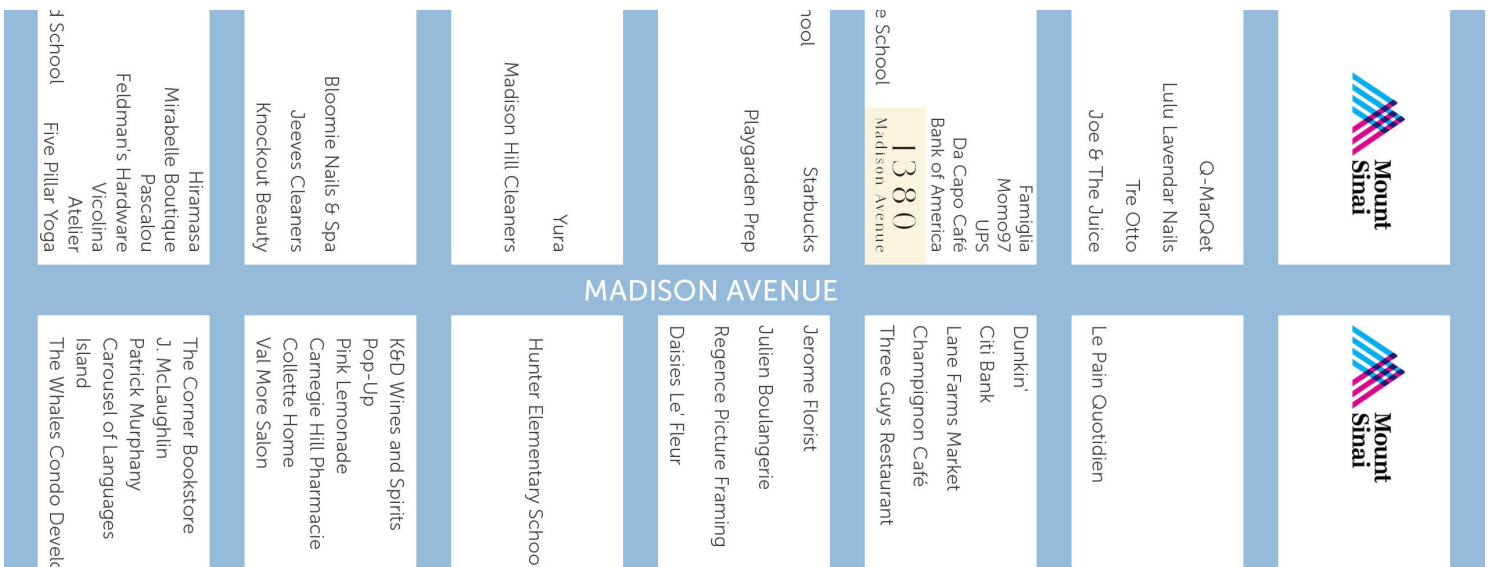 Hiramasa
Mirabelle Boutique
Pascalou
Feldman's Hardware
Vicolina
Atelier
d School
Five Pillar Yoga
Bloomie Nails & Spa
Jeeves Cleaners
Knockout Beauty
Yura
Madison Hill Cleaners
ool
Starbucks
Playgarden Prep
Famiglia
Momo97
UPS
Da Capo Café
Bank of America
e School
1380
Madison Avenue
Q-MarQet
Lulu Lavendar Nails
Tre Otto
Joe & The Juice
Mount
Sinai
MADISON AVENUE
The Corner Bookstore
J. McLaughlin
Patrick Murphany
Carousel of Languages
Island
The Whales Condo Develo
K&D Wines and Spirits
Pop-Up
Pink Lemonade
Carnegie Hill Pharmacie
Collette Home
Val More Salon
Hunter Elementary Schoo
Jerome Florist
Julien Boulangerie
Regence Picture Framing
Daisies Le' Fleur
Dunkin'
Citi Bank
Lane Farms Market
Champignon Café
Three Guys Restaurant
Le Pain Quotidien
Mount
Sinai